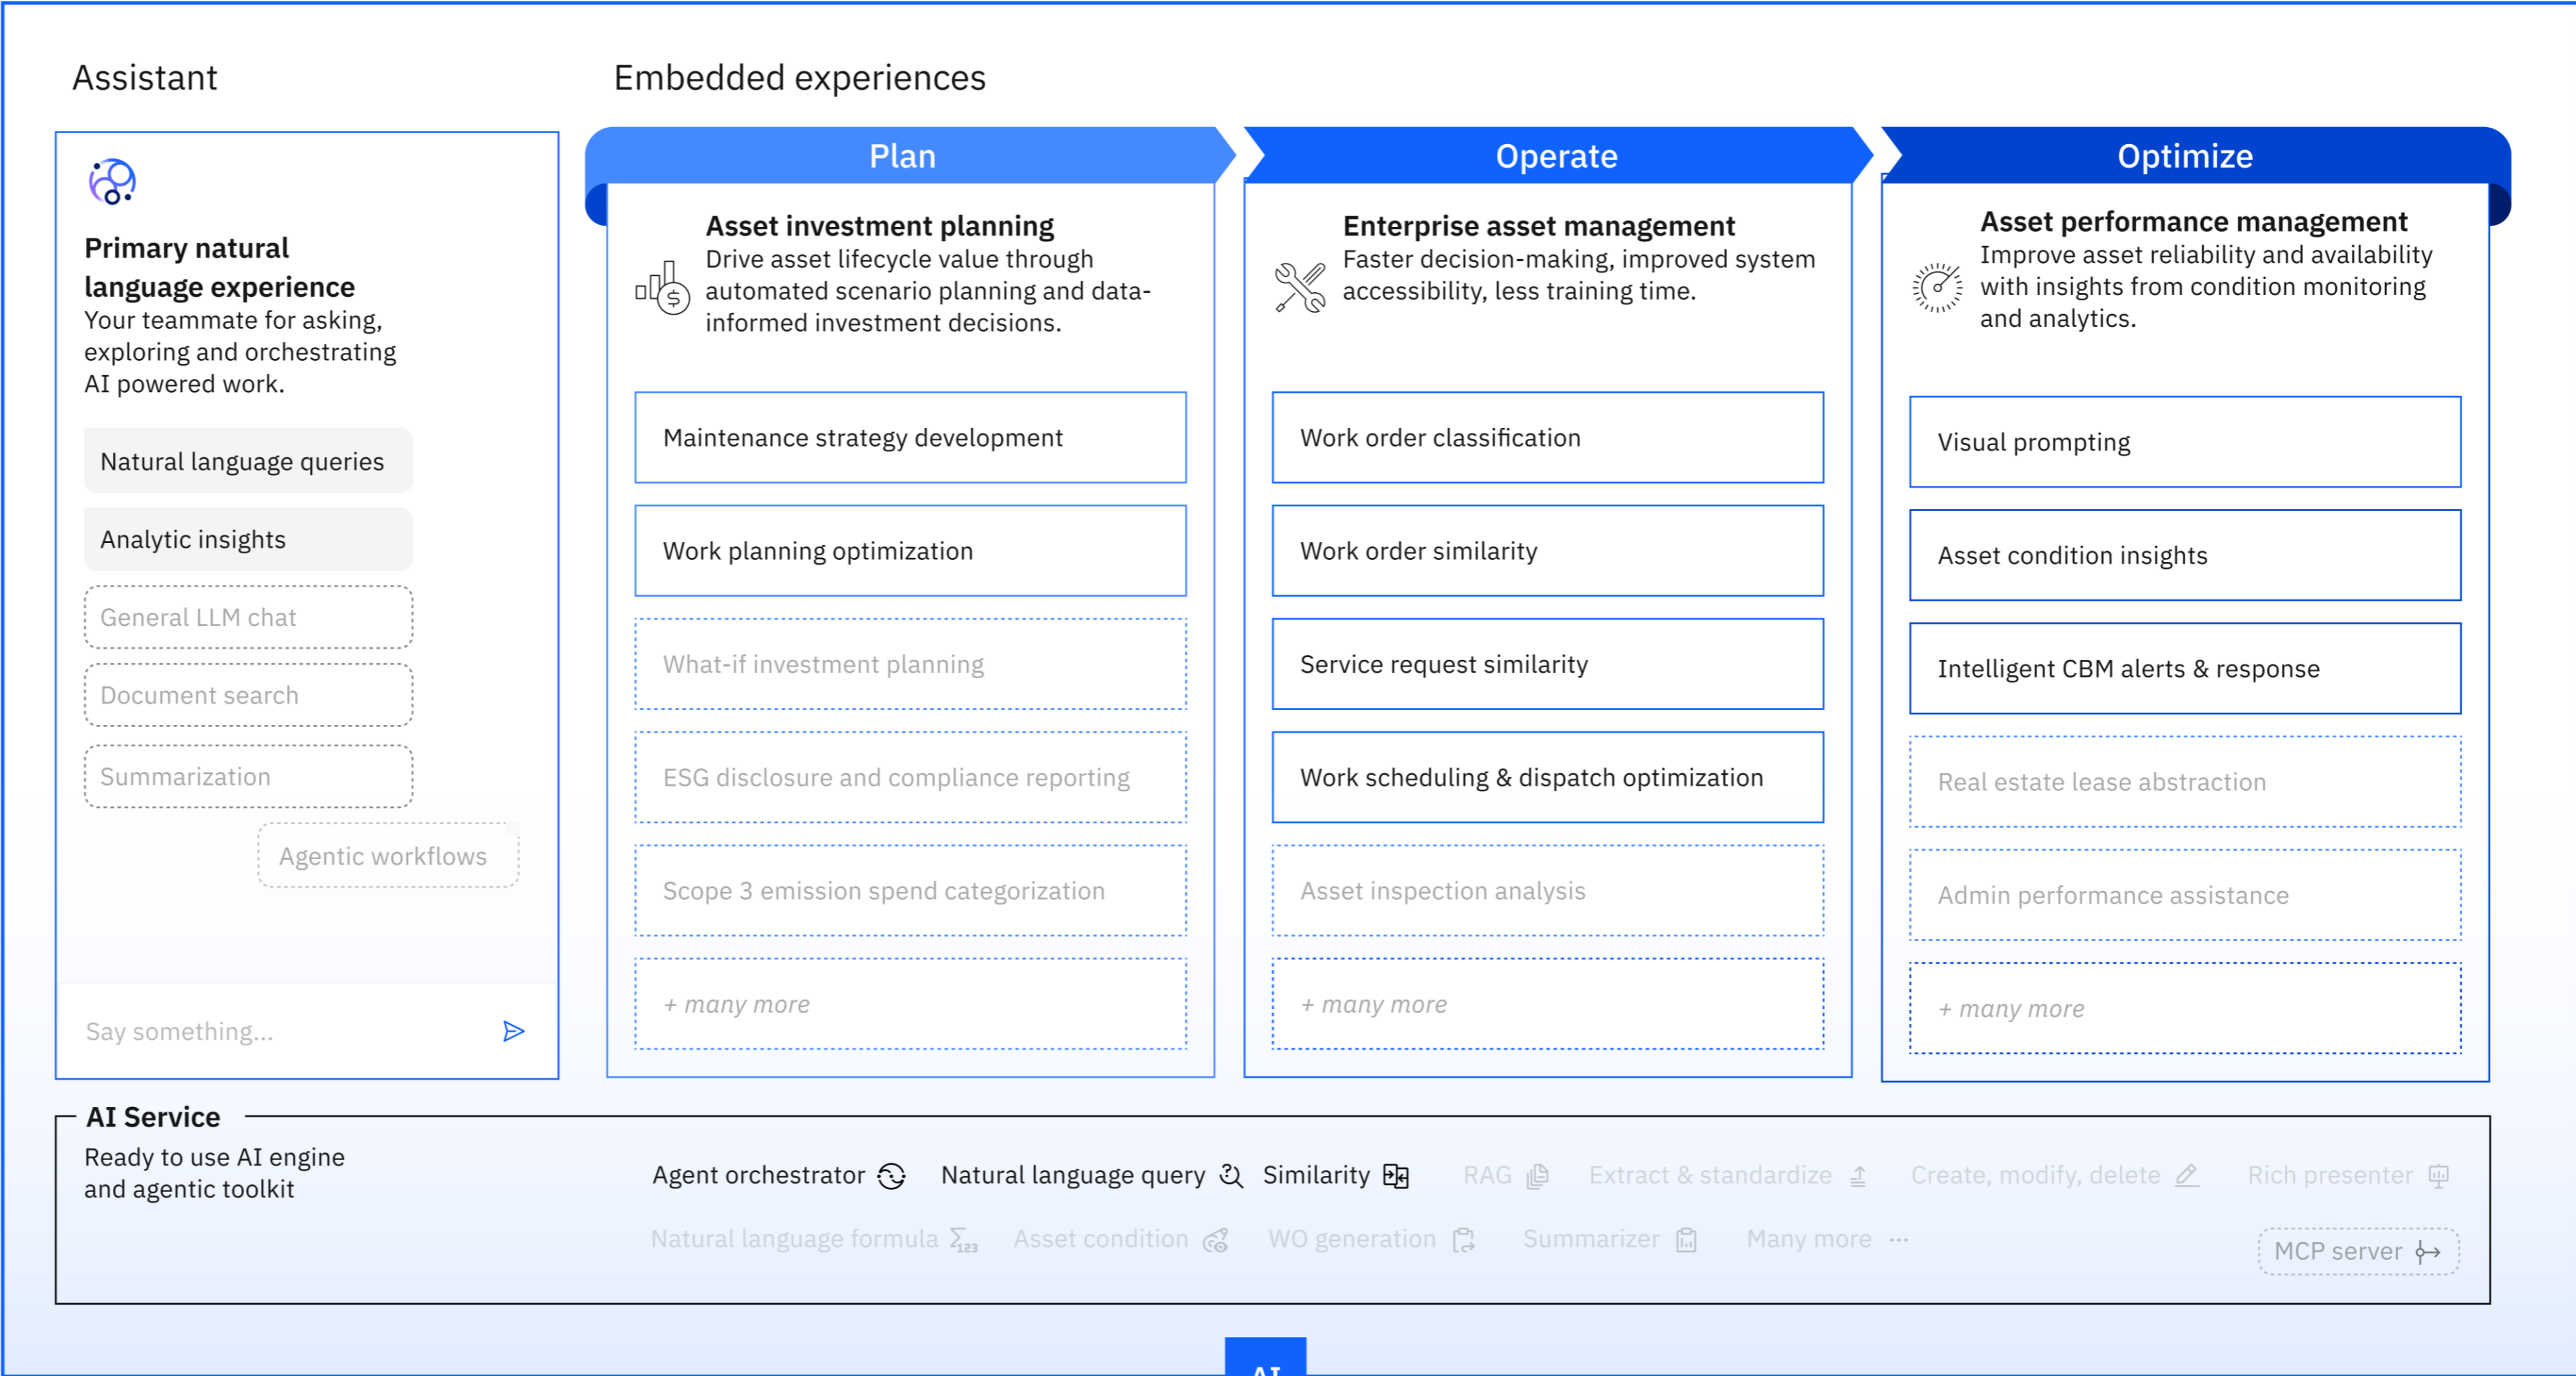 Assistant
Primary natural
language experience
Your teammate for asking,
exploring and orchestrating
AI powered work.
Natural language queries
Analytic insights
General LLM chat
Document search
Summarization
Agentic workflows
Say something...
Embedded experiences
Plan
Asset investment planning
Drive asset lifecycle value through
automated scenario planning and data-
informed investment decisions.
$
Maintenance strategy development
Work planning optimization
What-if investment planning
ESG disclosure and compliance reporting
Scope 3 emission spend categorization
+ many more
Operate
Enterprise asset management
Faster decision-making, improved system
accessibility, less training time.
Work order classification
Work order similarity
Service request similarity
Work scheduling & dispatch optimization
Asset inspection analysis
+ many more
Optimize
Asset performance management
Improve asset reliability and availability
with insights from condition monitoring
and analytics.
Visual prompting
Asset condition insights
Intelligent CBM alerts & response
Real estate lease abstraction
Admin performance assistance
+ many more
AI Service
Ready to use AI engine
and agentic toolkit
Agent orchestrator Natural language query Similarity RAG Extract & standardize Create, modify, delete Rich presenter
Natural language formula Σ123 Asset condition WO generation Summarizer Many more ...
MCP server
AI